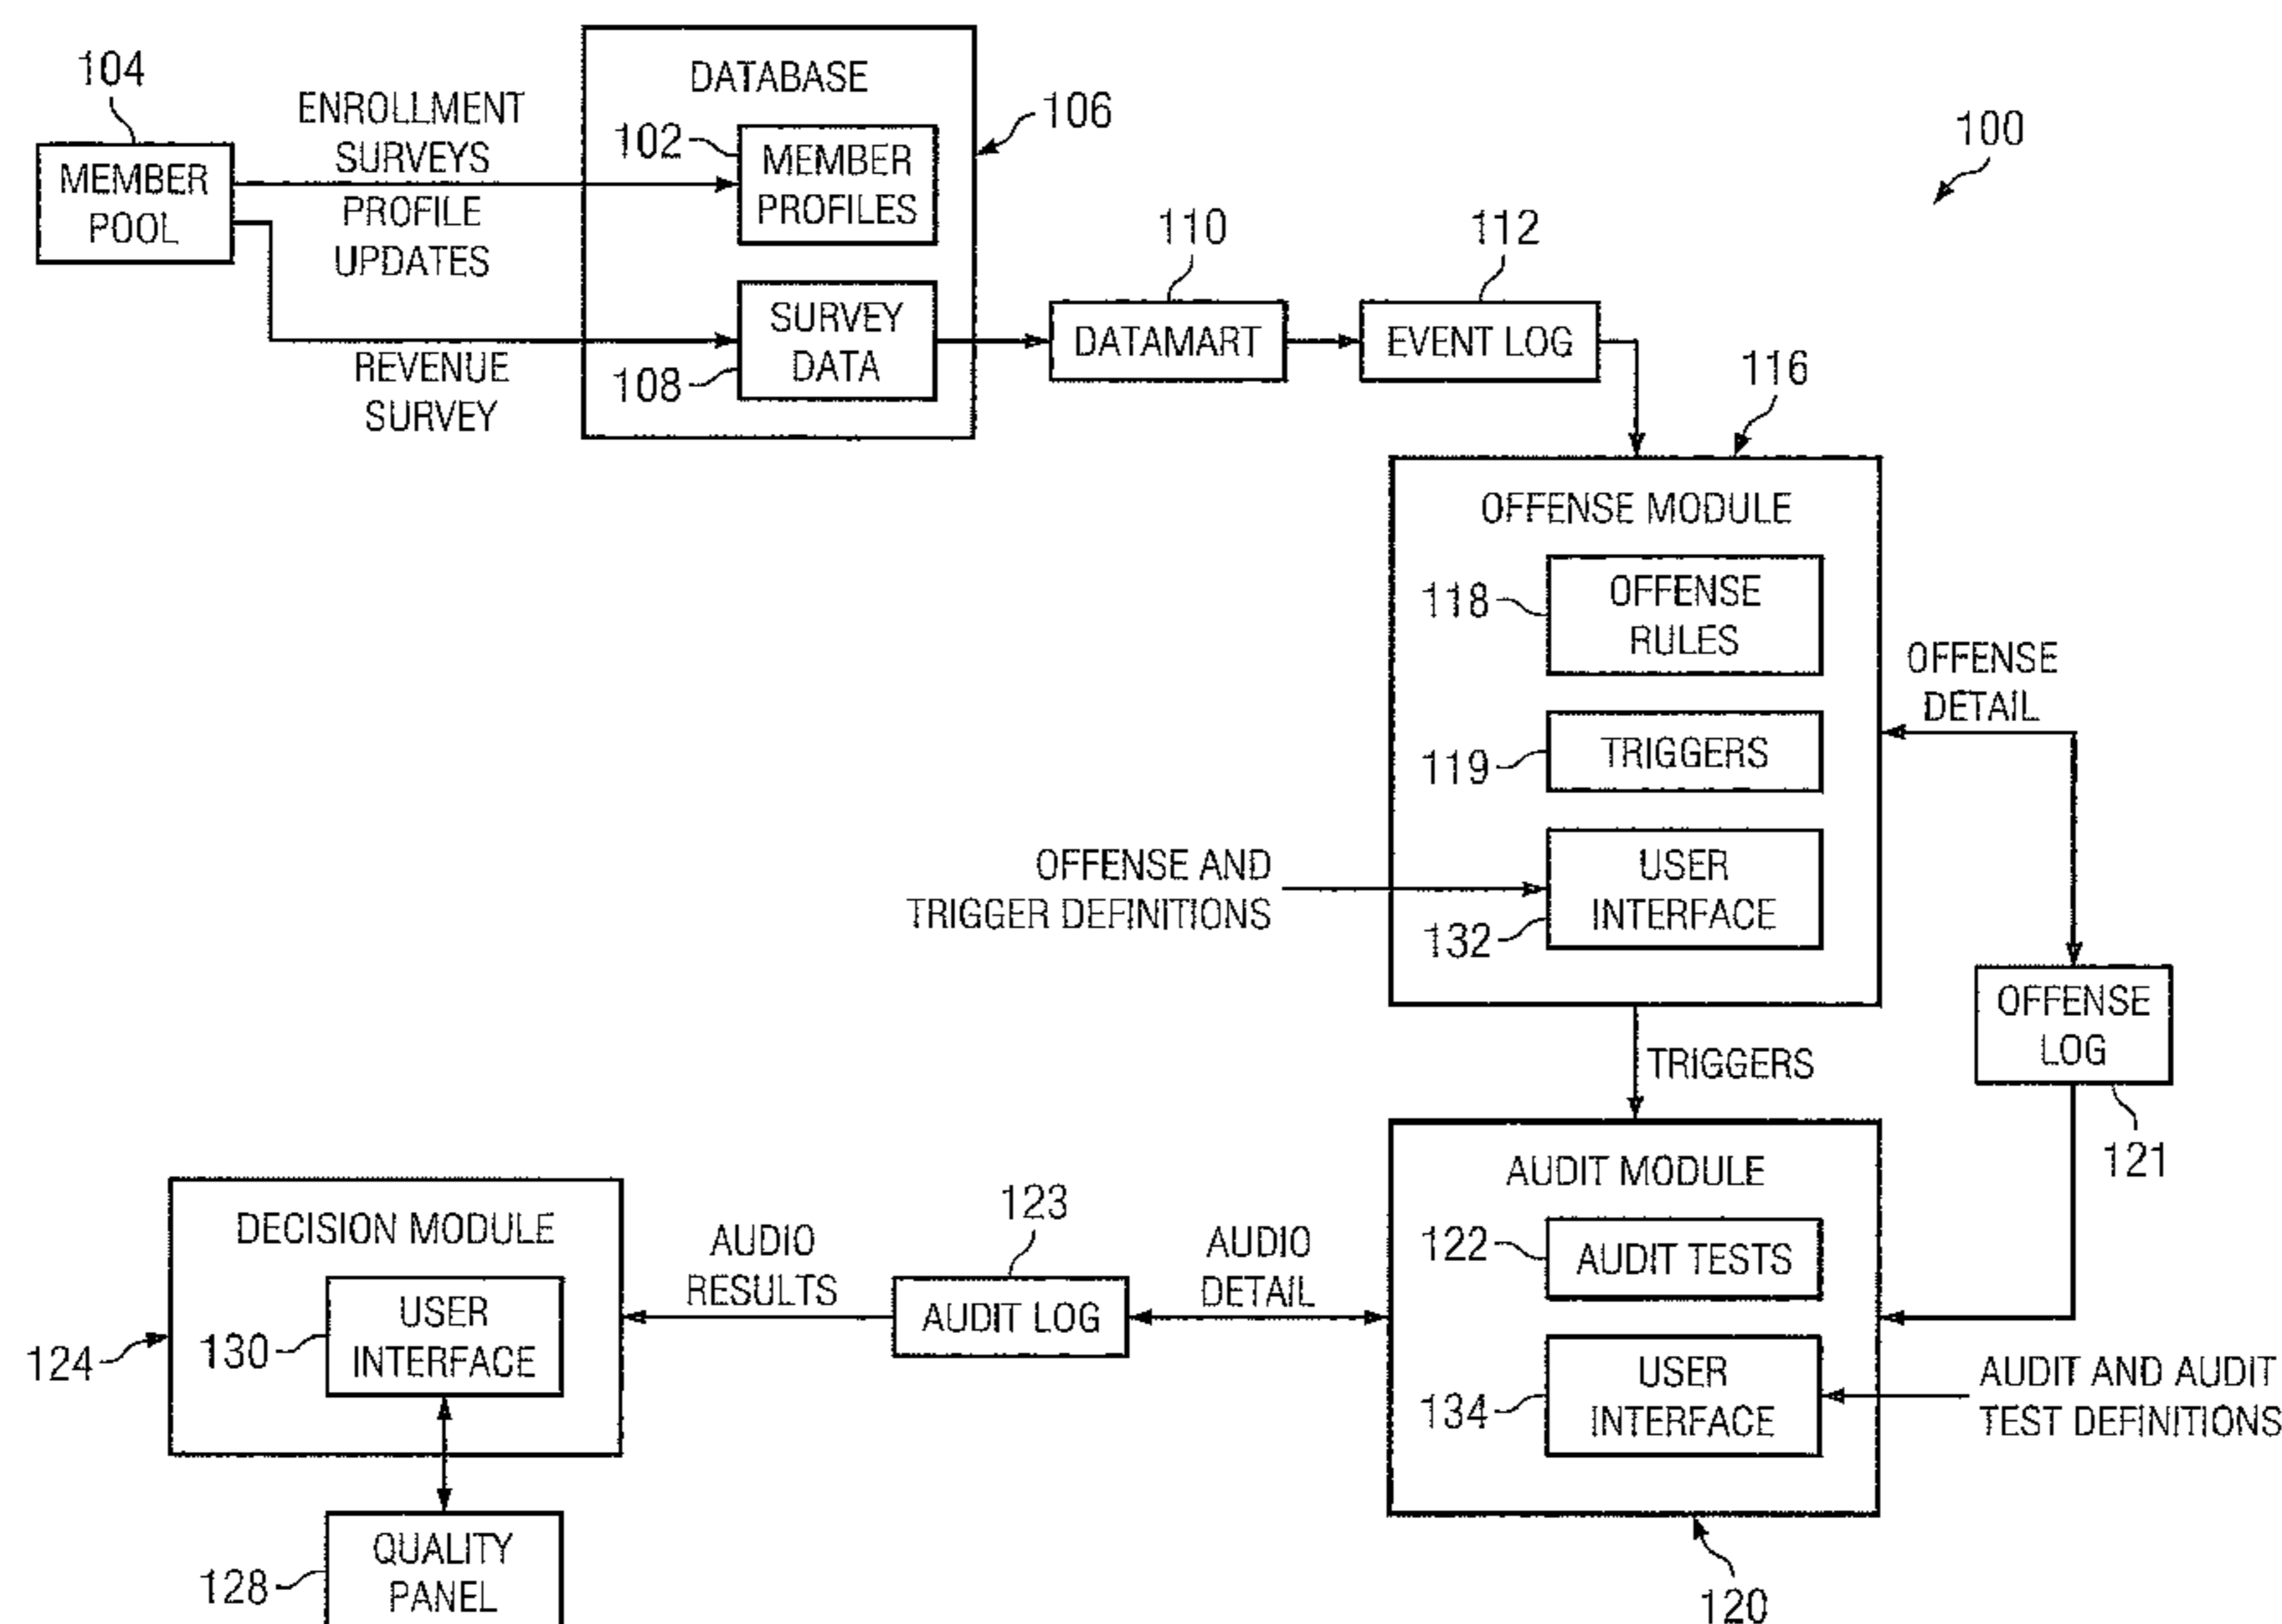 104
ENROLLMENT
SURVEYS
PROFILE
UPDATES
MEMBER
POOL
REVENUE
SURVEY
DATABASE
106
102
MEMBER
PROFILES
SURVEY
DATA
108
110
DATAMART
112
EVENT LOG
100
116
OFFENSE MODULE
118
OFFENSE
RULES
119
TRIGGERS
OFFENSE AND
TRIGGER DEFINITIONS
USER
INTERFACE
132
OFFENSE
DETAIL
OFFENSE
LOG
121
TRIGGERS
AUDIT MODULE
122
AUDIT TESTS
134
USER
INTERFACE
AUDIT AND AUDIT
TEST DEFINITIONS
120
AUDIO
DETAIL
123
AUDIT LOG
AUDIO
RESULTS
DECISION MODULE
124
130
USER
INTERFACE
128
QUALITY
PANEL